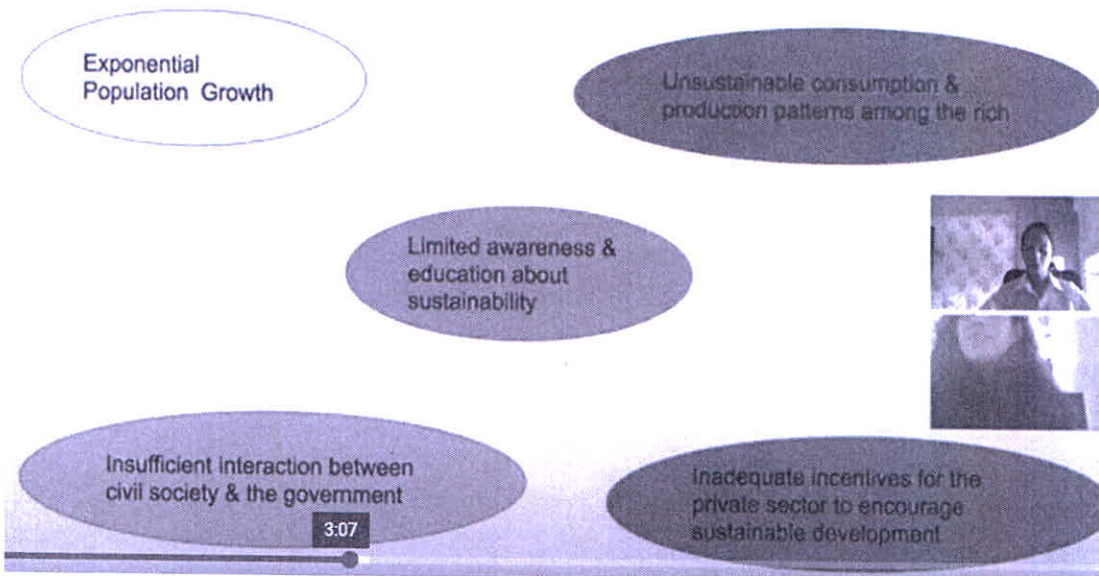 Exponential
Population Growth
Unsustainable consumption &
production patterns among the rich
Limited awareness &
education about
sustainability
Insufficient interaction between
civil society & the government
Inadequate incentives for the
private sector to encourage
sustainable development
3:07